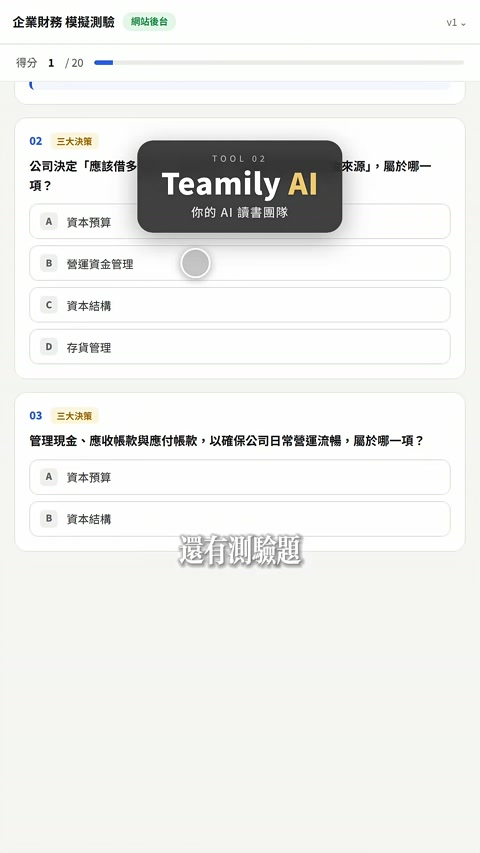 企業財務 模擬測驗 網站後台 v1
得分 1 / 20
02 三大決策
公司決定「應該借多 來源」，屬於哪一
項？
TOOL 02
Teamily AI
你的 AI 讀書團隊
A 資本預算
B 營運資金管理
C 資本結構
D 存貨管理
03 三大決策
管理現金、應收帳款與應付帳款，以確保公司日常營運流暢，屬於哪一項？
A 資本預算
B 資本結構
還有測驗題